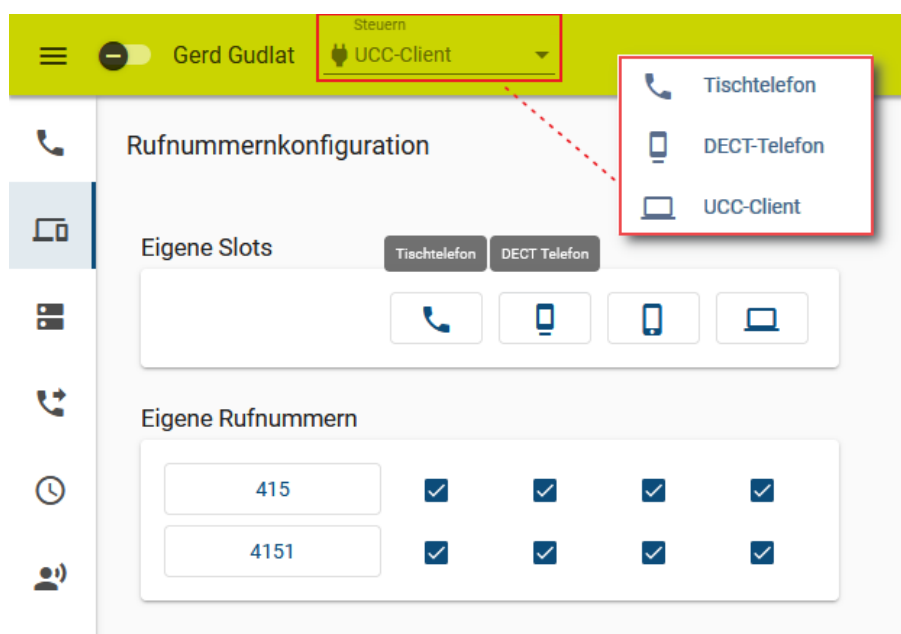 Steuern
Gerd Gudlat
UCC-Client
Tischtelefon
DECT-Telefon
UCC-Client
Rufnummernkonfiguration
Eigene Slots
Tischtelefon
DECT Telefon
Eigene Rufnummern
415
4151